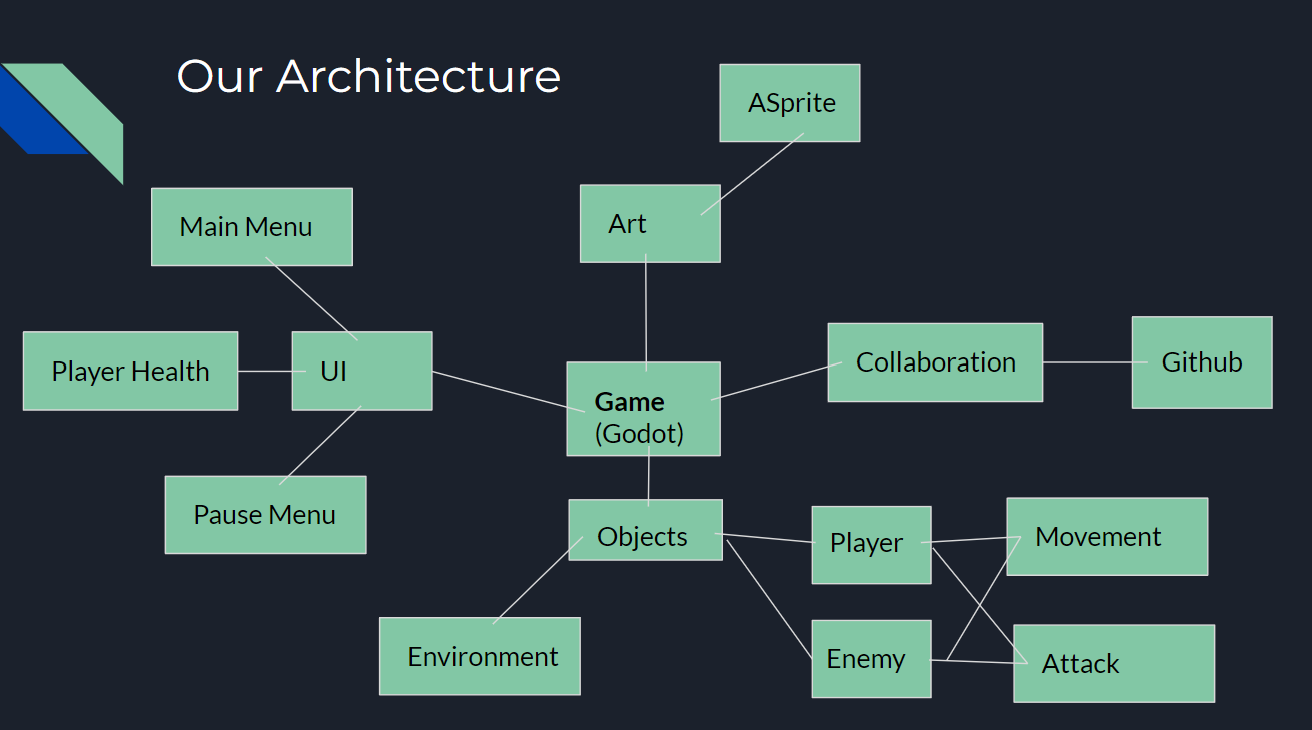 Our Architecture
ASprite
Main Menu
Art
Player Health
UI
Collaboration
Github
Game
(Godot)
Pause Menu
Objects
Player
Movement
Environment
Enemy
Attack